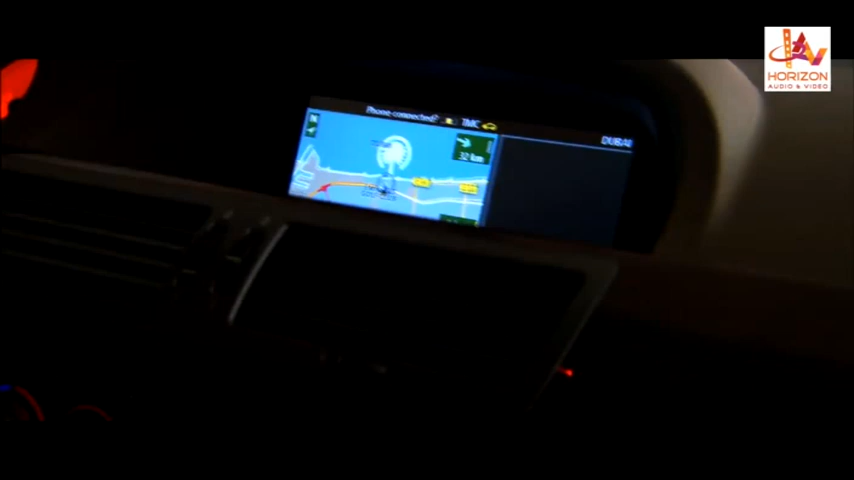 HORIZON
AUDIO & VIDEO
Phone connected? TMC
DUBAI
N
32 km